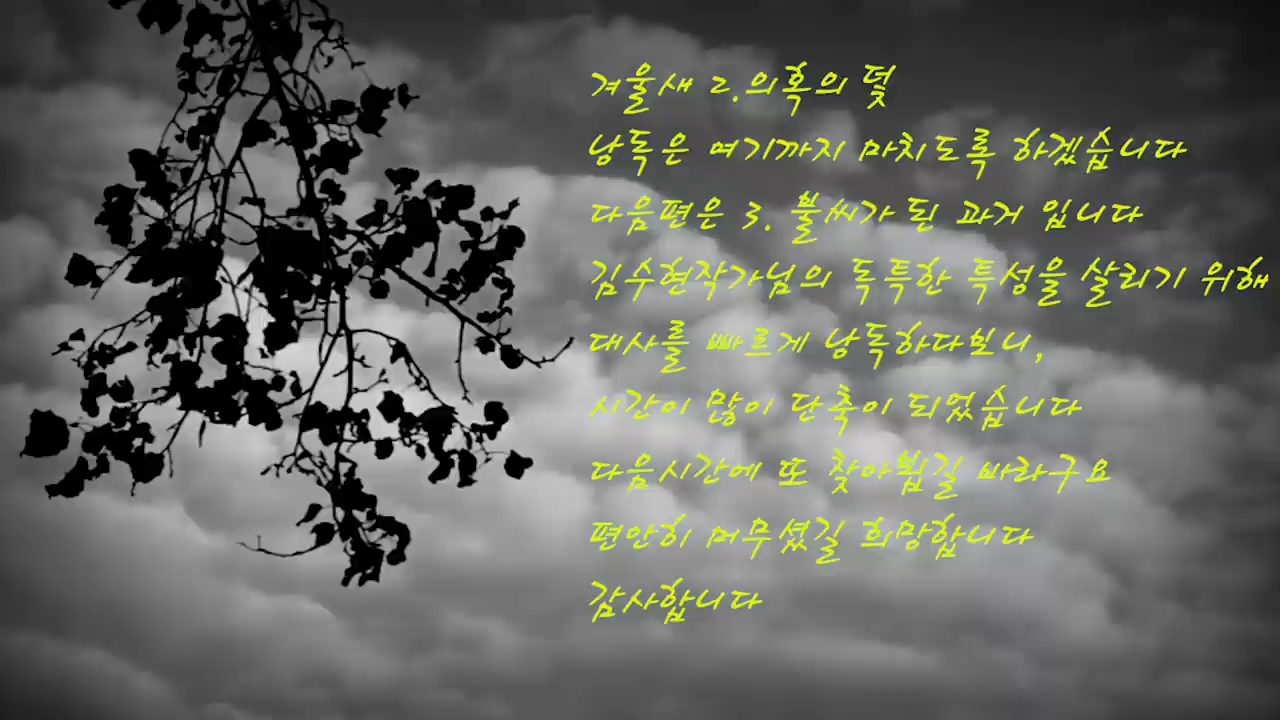 겨울새 2.의혹의 덫
낭독은 여기까지 마치도록 하겠습니다
다음편은 3. 불씨가 된 과거 입니다
김수현작가님의 독특한 특성을 살리기 위해
대사를 빠르게 낭독하다보니,
시간이 많이 단축이 되었습니다
다음시간에 또 찾아뵙길 바라구요
편안히 머무셨길 희망합니다
감사합니다